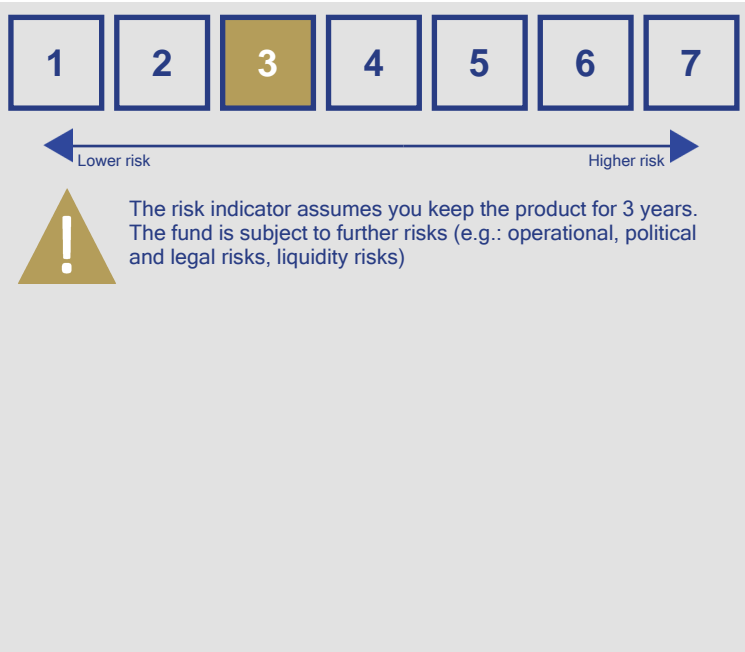 1 2 3 4 5 6 7
Lower risk Higher risk
The risk indicator assumes you keep the product for 3 years.
The fund is subject to further risks (e.g.: operational, political
and legal risks, liquidity risks)